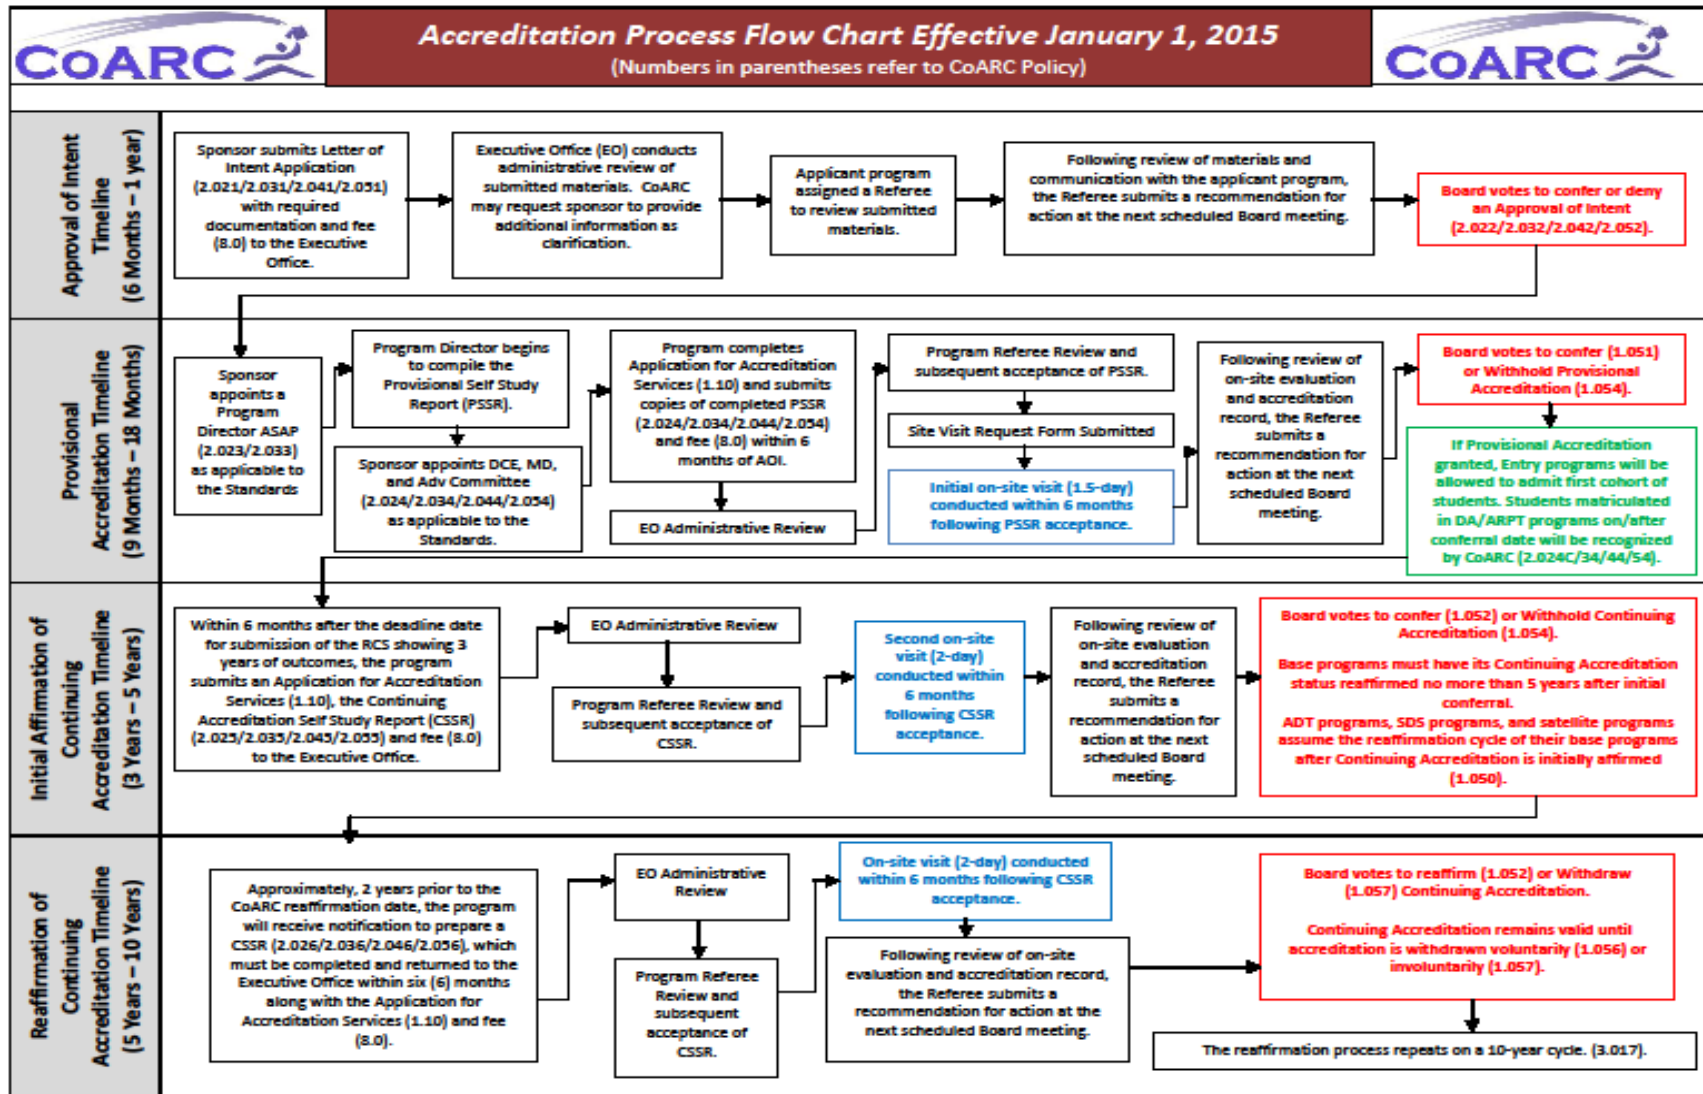 CoARC
Accreditation Process Flow Chart Effective January 1, 2015
(Numbers in parentheses refer to CoARC Policy)
CoARC
Approval of Intent
Timeline
(6 Months – 1 year)
Sponsor submits Letter of
Intent Application
(2.021/2.031/2.041/2.051)
with required
documentation and fee
(8.0) to the Executive
Office.
Executive Office (EO) conducts
administrative review of
submitted materials. CoARC
may request sponsor to provide
additional information as
clarification.
Applicant program
assigned a Referee
to review submitted
materials.
Following review of materials and
communication with the applicant program,
the Referee submits a recommendation for
action at the next scheduled Board meeting.
Board votes to confer or deny
an Approval of Intent
(2.022/2.032/2.042/2.052).
Provisional
Accreditation Timeline
(9 Months – 18 Months)
Sponsor
appoints a
Program
Director ASAP
(2.023/2.033)
as applicable to
the Standards
Program Director begins
to compile the
Provisional Self Study
Report (PSSR).
Sponsor appoints DCE, MD,
and Adv Committee
(2.024/2.034/2.044/2.054)
as applicable to the
Standards.
Program completes
Application for Accreditation
Services (1.10) and submits
copies of completed PSSR
(2.024/2.034/2.044/2.054)
and fee (8.0) within 6
months of AOI.
EO Administrative Review
Program Referee Review and
subsequent acceptance of PSSR.
Site Visit Request Form Submitted
Initial on-site visit (1.5-day)
conducted within 6 months
following PSSR acceptance.
Following review of
on-site evaluation
and accreditation
record, the Referee
submits a
recommendation for
action at the next
scheduled Board
meeting.
Board votes to confer (1.051)
or Withhold Provisional
Accreditation (1.054).
If Provisional Accreditation
granted, Entry programs will be
allowed to admit first cohort of
students. Students matriculated
in DA/ARPT programs on/after
conferral date will be recognized
by CoARC (2.024C/34/44/54).
Initial Affirmation of
Continuing
Accreditation Timeline
(3 Years – 5 Years)
Within 6 months after the deadline date
for submission of the RCS showing 3
years of outcomes, the program
submits an Application for Accreditation
Services (1.10), the Continuing
Accreditation Self Study Report (CSSR)
(2.025/2.035/2.045/2.055) and fee (8.0)
to the Executive Office.
EO Administrative Review
Program Referee Review and
subsequent acceptance of
CSSR.
Second on-site
visit (2-day)
conducted within
6 months
following CSSR
acceptance.
Following review of
on-site evaluation
and accreditation
record, the Referee
submits a
recommendation for
action at the next
scheduled Board
meeting.
Board votes to confer (1.052) or Withhold Continuing
Accreditation (1.054).
Base programs must have its Continuing Accreditation
status reaffirmed no more than 5 years after initial
conferral.
ADT programs, SDS programs, and satellite programs
assume the reaffirmation cycle of their base programs
after Continuing Accreditation is initially affirmed
(1.050).
Reaffirmation of
Continuing
Accreditation Timeline
(5 Years – 10 Years)
Approximately, 2 years prior to the
CoARC reaffirmation date, the program
will receive notification to prepare a
CSSR (2.026/2.036/2.046/2.056), which
must be completed and returned to the
Executive Office within six (6) months
along with the Application for
Accreditation Services (1.10) and fee
(8.0).
EO Administrative
Review
Program Referee
Review and
subsequent
acceptance of
CSSR.
On-site visit (2-day) conducted
within 6 months following CSSR
acceptance.
Following review of on-site
evaluation and accreditation record,
the Referee submits a
recommendation for action at the
next scheduled Board meeting.
Board votes to reaffirm (1.052) or Withdraw
(1.057) Continuing Accreditation.
Continuing Accreditation remains valid until
accreditation is withdrawn voluntarily (1.056) or
involuntarily (1.057).
The reaffirmation process repeats on a 10-year cycle. (3.017).